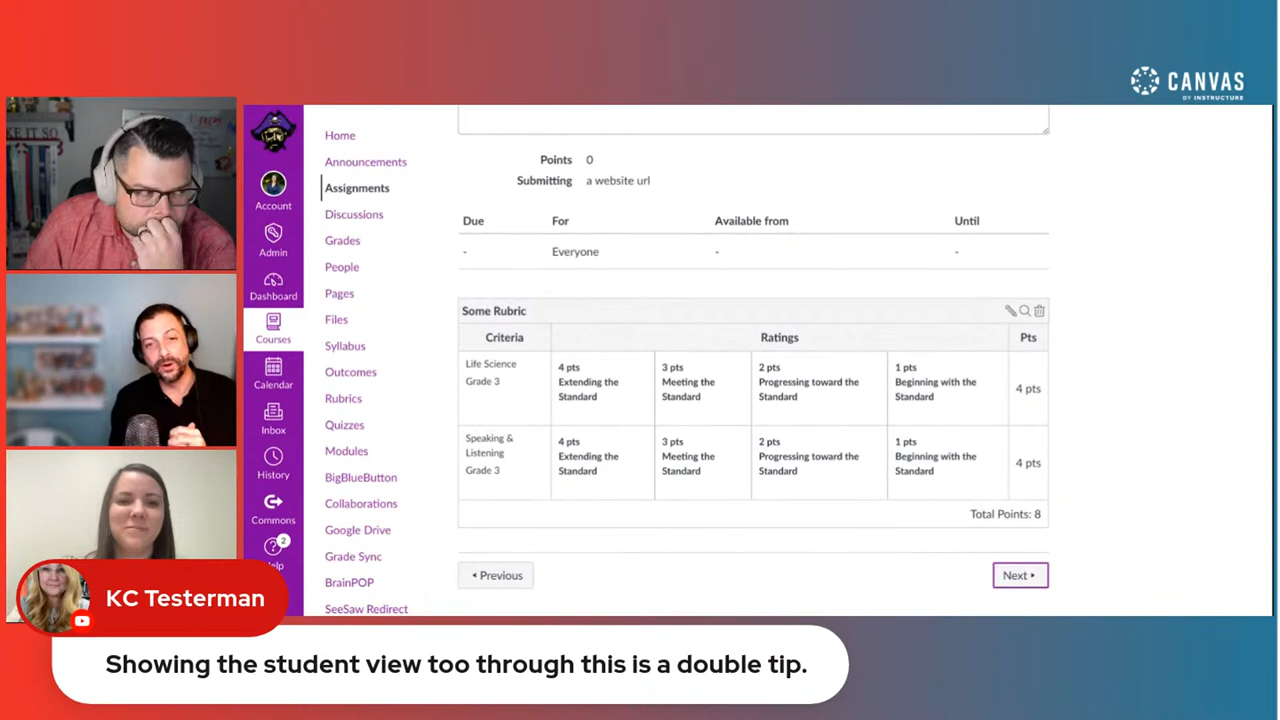 CANVAS
BY INSTRUCTURE
KE IT SO
Account
Admin
Dashboard
Courses
Calendar
Inbox
History
Commons
2
elp
Home
Announcements
Assignments
Discussions
Grades
People
Pages
Files
Syllabus
Outcomes
Rubrics
Quizzes
Modules
BigBlueButton
Collaborations
Google Drive
Grade Sync
BrainPOP
SeeSaw Redirect
Points 0
Submitting a website url
Due For Available from Until
- Everyone - -
Some Rubric
Criteria Ratings Pts
Life Science
Grade 3
4 pts
Extending the
Standard
3 pts
Meeting the
Standard
2 pts
Progressing toward the
Standard
1 pts
Beginning with the
Standard
4 pts
Speaking &
Listening
Grade 3
4 pts
Extending the
Standard
3 pts
Meeting the
Standard
2 pts
Progressing toward the
Standard
1 pts
Beginning with the
Standard
4 pts
Total Points: 8
Previous
Next
KC Testerman
Showing the student view too through this is a double tip.